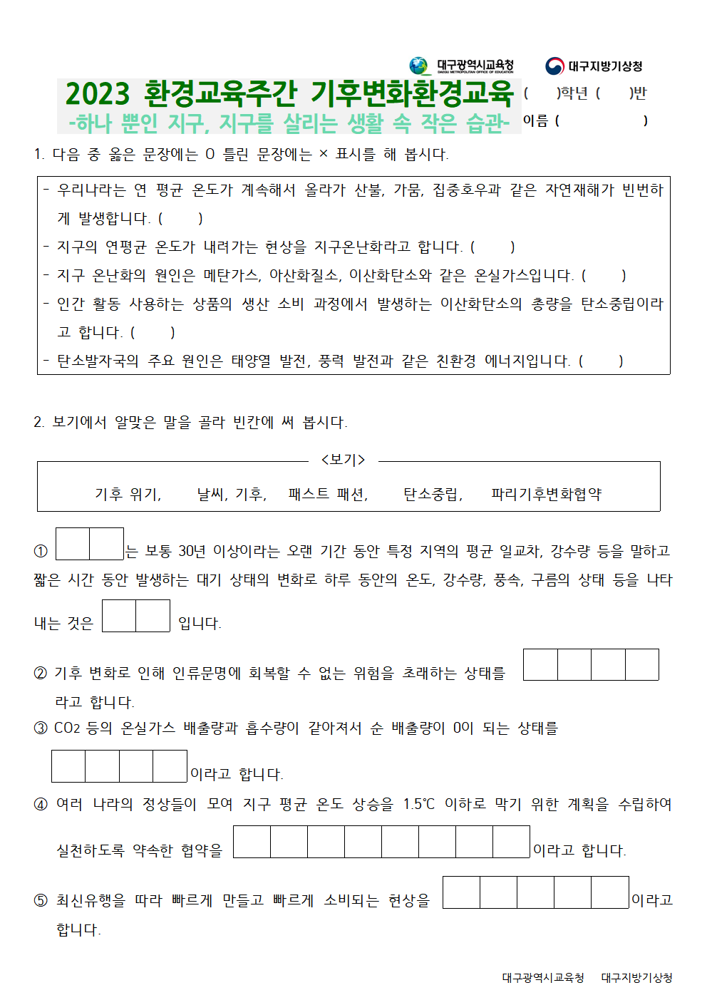 대구광역시교육청 대구지방기상청
DAEGU METROPOLITAN OFFICE OF EDUCATION
2023 환경교육주간 기후변화환경교육 ( )학년 ( )반
-하나 뿐인 지구, 지구를 살리는 생활 속 작은 습관- 이름 ( )
1. 다음 중 옳은 문장에는 O 틀린 문장에는 × 표시를 해 봅시다.
- 우리나라는 연 평균 온도가 계속해서 올라가 산불, 가뭄, 집중호우과 같은 자연재해가 빈번하
게 발생합니다. ( )
- 지구의 연평균 온도가 내려가는 현상을 지구온난화라고 합니다. ( )
- 지구 온난화의 원인은 메탄가스, 아산화질소, 이산화탄소와 같은 온실가스입니다. ( )
- 인간 활동 사용하는 상품의 생산 소비 과정에서 발생하는 이산화탄소의 총량을 탄소중립이라
고 합니다. ( )
- 탄소발자국의 주요 원인은 태양열 발전, 풍력 발전과 같은 친환경 에너지입니다. ( )
2. 보기에서 알맞은 말을 골라 빈칸에 써 봅시다.
<보기>
기후 위기, 날씨, 기후, 패스트 패션, 탄소중립, 파리기후변화협약
① 는 보통 30년 이상이라는 오랜 기간 동안 특정 지역의 평균 일교차, 강수량 등을 말하고
짧은 시간 동안 발생하는 대기 상태의 변화로 하루 동안의 온도, 강수량, 풍속, 구름의 상태 등을 나타
내는 것은 입니다.
② 기후 변화로 인해 인류문명에 회복할 수 없는 위험을 초래하는 상태를
라고 합니다.
③ CO2 등의 온실가스 배출량과 흡수량이 같아져서 순 배출량이 0이 되는 상태를
이라고 합니다.
④ 여러 나라의 정상들이 모여 지구 평균 온도 상승을 1.5℃ 이하로 막기 위한 계획을 수립하여
실천하도록 약속한 협약을 이라고 합니다.
⑤ 최신유행을 따라 빠르게 만들고 빠르게 소비되는 현상을 이라고
합니다.
대구광역시교육청 대구지방기상청